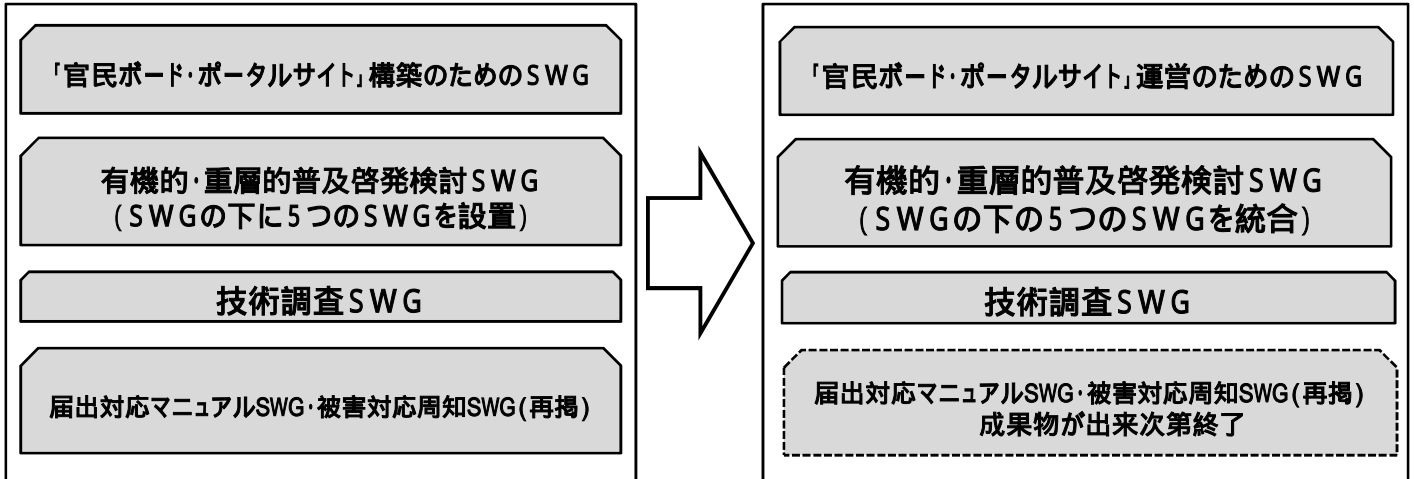 「官民ボード・ポータルサイト」構築のためのSWG
有機的・重層的普及啓発検討SWG
(SWGの下に5つのSWGを設置)
技術調査SWG
届出対応マニュアルSWG・被害対応周知SWG(再掲)
「官民ボード・ポータルサイト」運営のためのSWG
有機的・重層的普及啓発検討SWG
(SWGの下の5つのSWGを統合)
技術調査SWG
届出対応マニュアルSWG・被害対応周知SWG(再掲)
成果物が出来次第終了